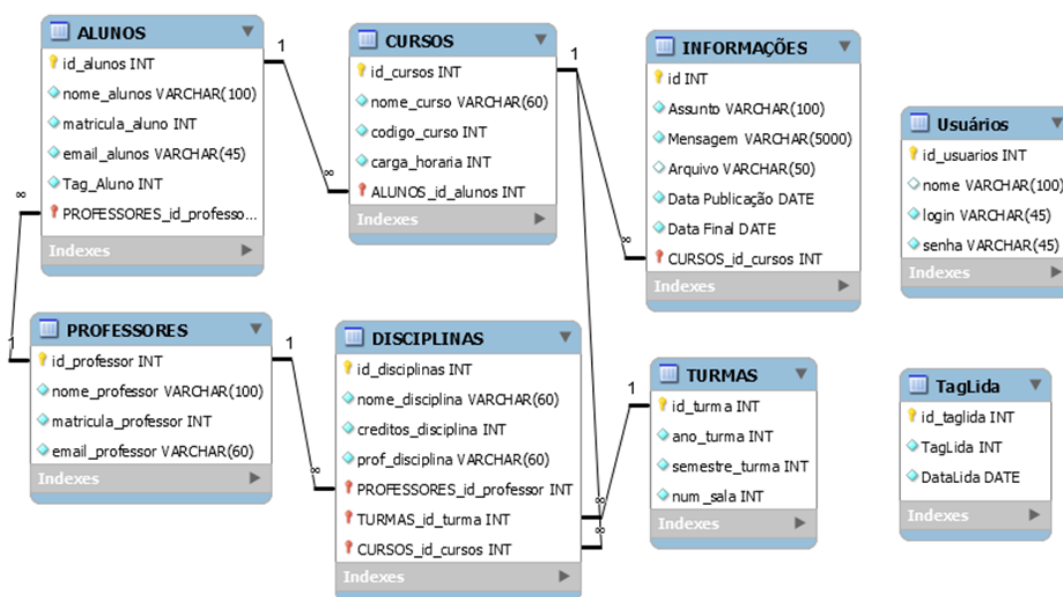 ALUNOS
id_alunos INT
nome_alunos VARCHAR(100)
matricula_aluno INT
email_alunos VARCHAR(45)
Tag_Aluno INT
PROFESSORES_id_professo...
Indexes
1
∞
CURSOS
id_cursos INT
nome_curso VARCHAR(60)
codigo_curso INT
carga_horaria INT
ALUNOS_id_alunos INT
Indexes
1
∞
INFORMAÇÕES
id INT
Assunto VARCHAR(100)
Mensagem VARCHAR(5000)
Arquivo VARCHAR(50)
Data Publicação DATE
Data Final DATE
CURSOS_id_cursos INT
Indexes
∞
Usuários
id_usuarios INT
nome VARCHAR(100)
login VARCHAR(45)
senha VARCHAR(45)
Indexes
1
PROFESSORES
id_professor INT
nome_professor VARCHAR(100)
matricula_professor INT
email_professor VARCHAR(60)
Indexes
1
∞
DISCIPLINAS
id_disciplinas INT
nome_disciplina VARCHAR(60)
creditos_disciplina INT
prof_disciplina VARCHAR(60)
PROFESSORES_id_professor INT
TURMAS_id_turma INT
CURSOS_id_cursos INT
Indexes
∞
∞
1
TURMAS
id_turma INT
ano_turma INT
semestre_turma INT
num_sala INT
Indexes
TagLida
id_taglida INT
TagLida INT
DataLida DATE
Indexes